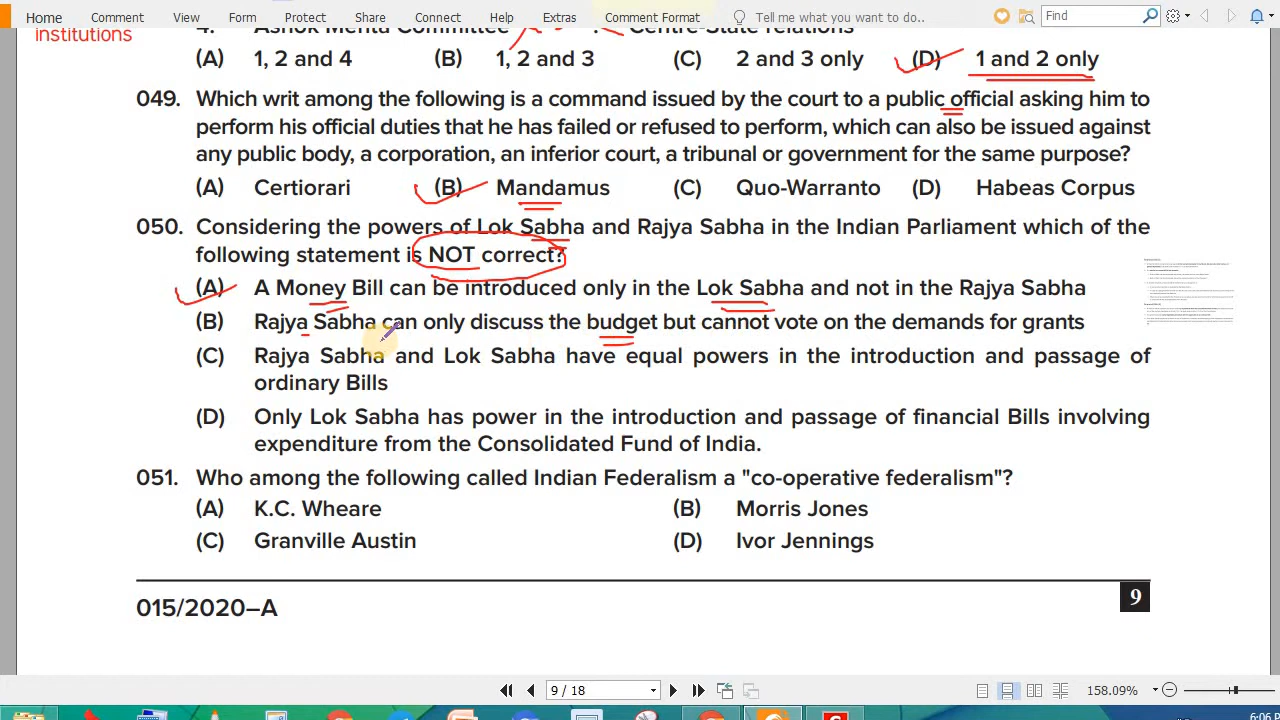 Home Comment View Form Protect Share Connect Help Extras Comment Format Tell me what you want to do.. Find
institutions
4. Ashok Mehta Committee : Centre-State relations
(A) 1, 2 and 4 (B) 1, 2 and 3 (C) 2 and 3 only (D) 1 and 2 only
049. Which writ among the following is a command issued by the court to a public official asking him to
perform his official duties that he has failed or refused to perform, which can also be issued against
any public body, a corporation, an inferior court, a tribunal or government for the same purpose?
(A) Certiorari (B) Mandamus (C) Quo-Warranto (D) Habeas Corpus
050. Considering the powers of Lok Sabha and Rajya Sabha in the Indian Parliament which of the
following statement is NOT correct?
(A) A Money Bill can be introduced only in the Lok Sabha and not in the Rajya Sabha
(B) Rajya Sabha can only discuss the budget but cannot vote on the demands for grants
(C) Rajya Sabha and Lok Sabha have equal powers in the introduction and passage of
ordinary Bills
(D) Only Lok Sabha has power in the introduction and passage of financial Bills involving
expenditure from the Consolidated Fund of India.
051. Who among the following called Indian Federalism a "co-operative federalism"?
(A) K.C. Wheare (B) Morris Jones
(C) Granville Austin (D) Ivor Jennings
015/2020–A 9
9 / 18 158.09%
6:06 P